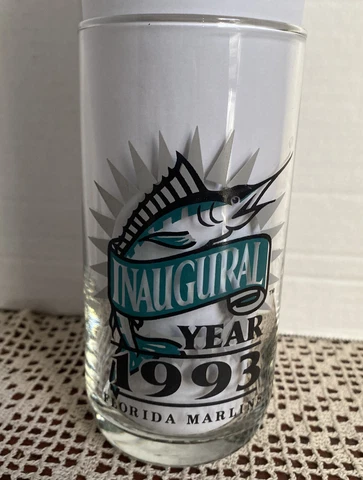 INAUGURAL
YEAR
1993
FLORIDA MARLINS